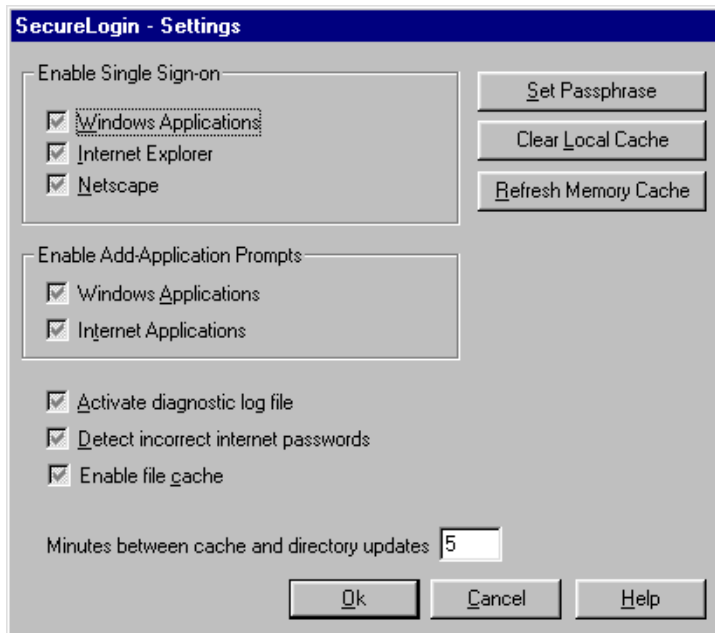 SecureLogin - Settings
Enable Single Sign-on
Windows Applications
Internet Explorer
Netscape
Set Passphrase
Clear Local Cache
Refresh Memory Cache
Enable Add-Application Prompts
Windows Applications
Internet Applications
Activate diagnostic log file
Detect incorrect internet passwords
Enable file cache
Minutes between cache and directory updates 5
Ok Cancel Help